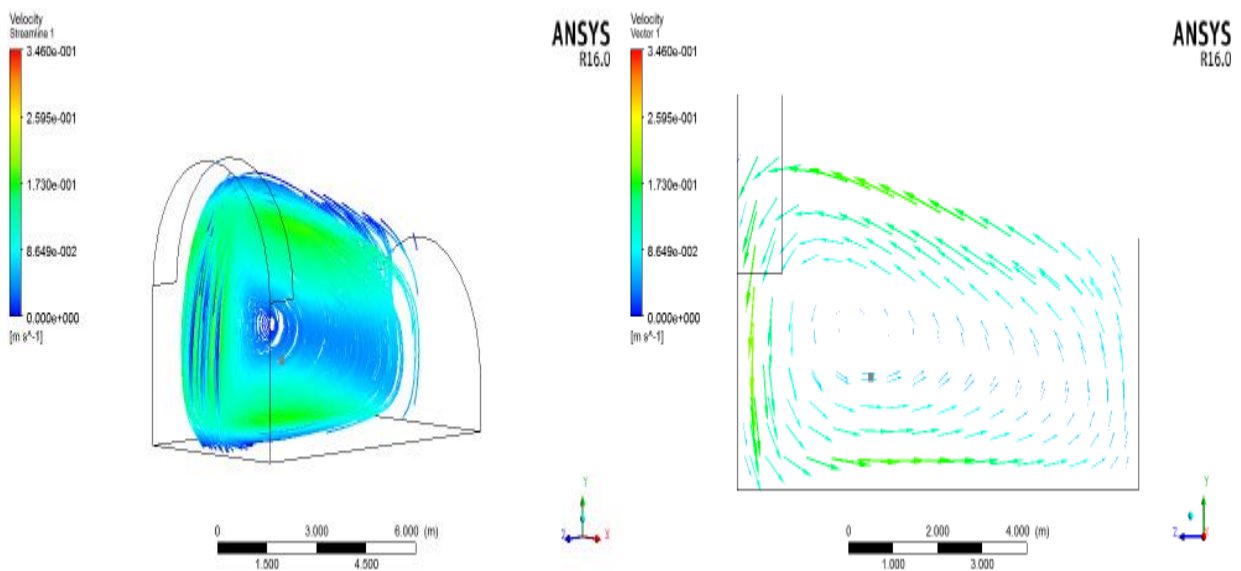 Velocity
Streamline 1
3.460e-001
2.595e-001
1.730e-001
8.649e-002
0.000e+000
[m s^-1]
ANSYS
R16.0
0 3.000 6.000 (m)
1.500 4.500
Y
Z X
Velocity
Vector 1
3.460e-001
2.595e-001
1.730e-001
8.649e-002
0.000e+000
[m s^-1]
ANSYS
R16.0
0 2.000 4.000 (m)
1.000 3.000
Y
Z X